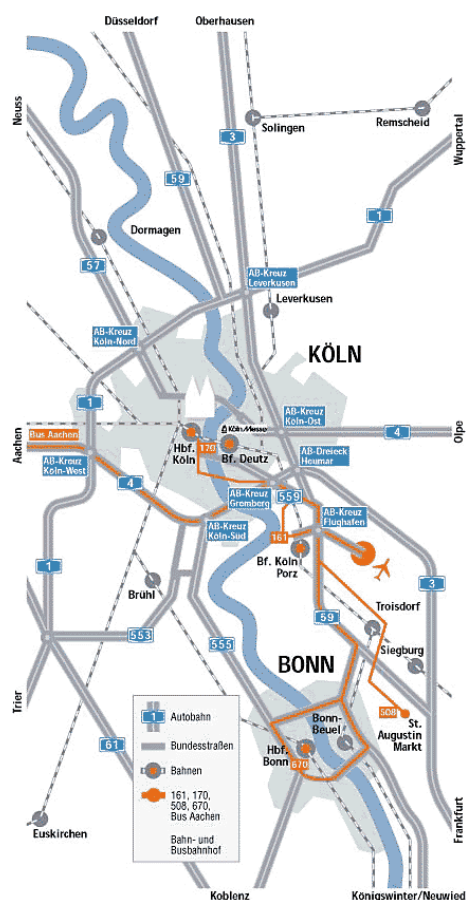 Düsseldorf
Oberhausen
Neuss
Solingen
Remscheid
Wuppertal
3
59
1
Dormagen
57
AB-Kreuz
Leverkusen
Leverkusen
AB-Kreuz
Köln-Nord
KÖLN
1
Bus Aachen
Aachen
KölnMesse
AB-Kreuz
Köln-Ost
4
Olpe
Hbf.
Köln
170
Bf. Deutz
AB-Kreuz
Köln-West
AB-Dreieck
Heumar
4
AB-Kreuz
Gremberg
559
AB-Kreuz
Köln-Süd
161
AB-Kreuz
Flughafen
Bf. Köln
Porz
1
Brühl
3
Troisdorf
59
553
555
Siegburg
BONN
Trier
508
St.
Augustin
Markt
Bonn-
Beuel
Hbf.
Bonn
670
61
1
Autobahn
Bundesstraßen
Bahnen
161, 170,
508, 670,
Bus Aachen
Bahn- und
Busbahnhof
Euskirchen
Frankfurt
Koblenz
Königswinter/Neuwied